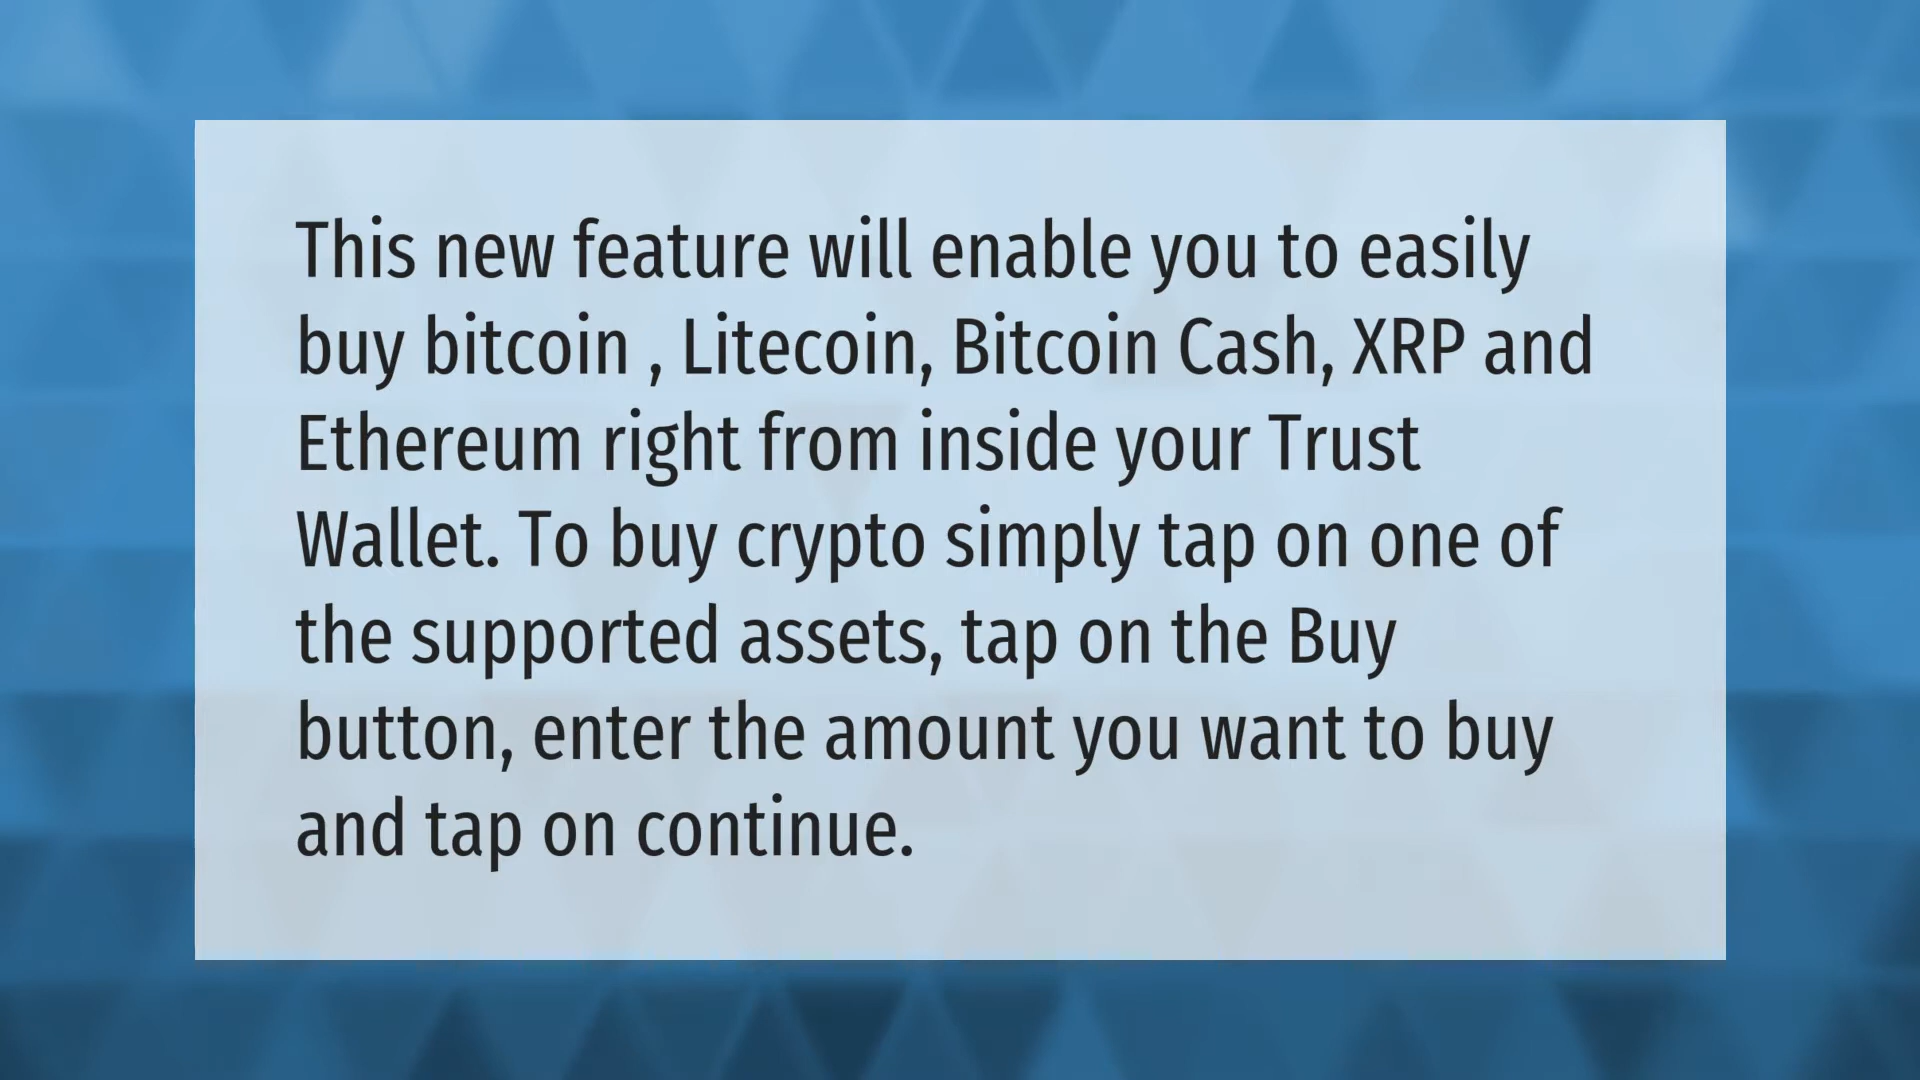 This new feature will enable you to easily
buy bitcoin , Litecoin, Bitcoin Cash, XRP and
Ethereum right from inside your Trust
Wallet. To buy crypto simply tap on one of
the supported assets, tap on the Buy
button, enter the amount you want to buy
and tap on continue.